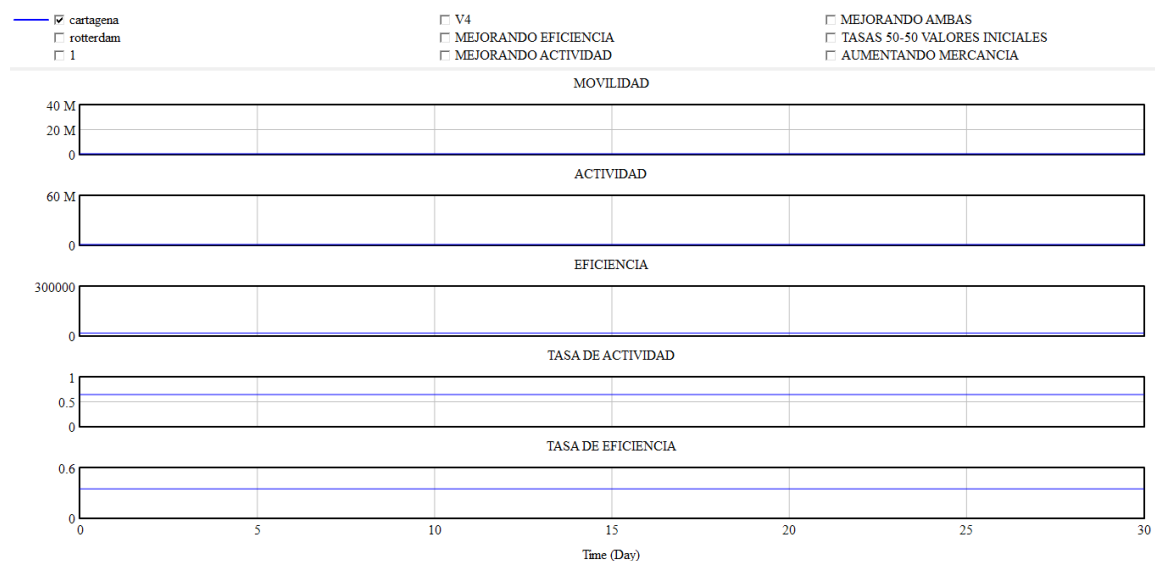 cartagena V4 MEJORANDO AMBAS
rotterdam MEJORANDO EFICIENCIA TASAS 50-50 VALORES INICIALES
1 MEJORANDO ACTIVIDAD AUMENTANDO MERCANCIA
MOVILIDAD
40 M
20 M
0
ACTIVIDAD
60 M
0
EFICIENCIA
300000
0
TASA DE ACTIVIDAD
1
0.5
0
TASA DE EFICIENCIA
0.6
0
0 5 10 15 20 25 30
Time (Day)